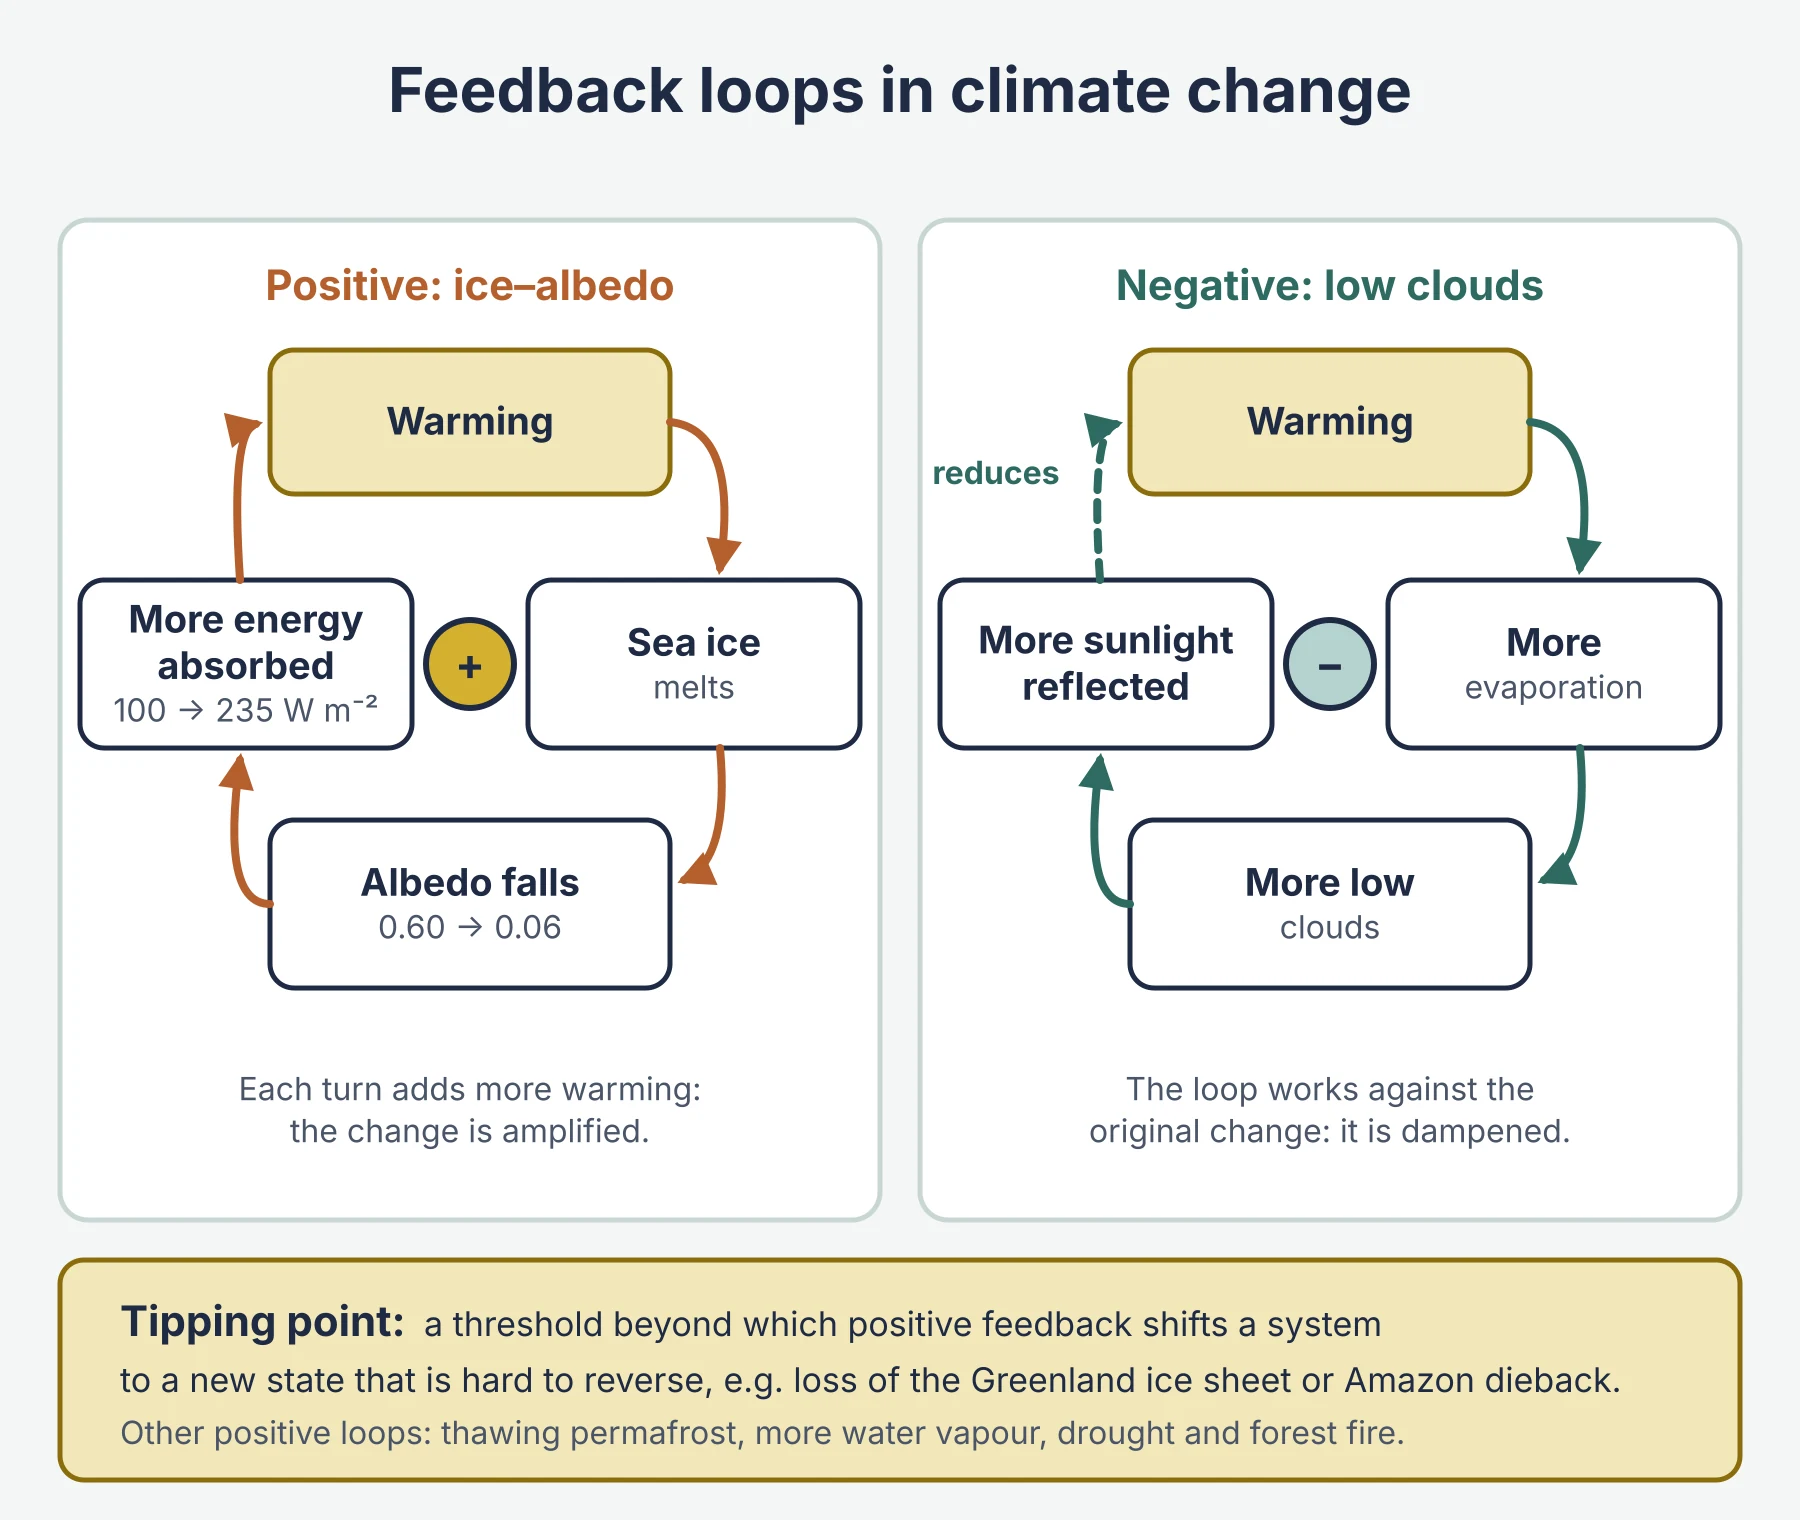 Feedback loops in climate change
Positive: ice–albedo
Warming
More energy
absorbed
100 → 235 W m⁻²
+
Sea ice
melts
Albedo falls
0.60 → 0.06
Each turn adds more warming:
the change is amplified.
Negative: low clouds
Warming
reduces
More sunlight
reflected
−
More
evaporation
More low
clouds
The loop works against the
original change: it is dampened.
Tipping point: a threshold beyond which positive feedback shifts a system
to a new state that is hard to reverse, e.g. loss of the Greenland ice sheet or Amazon dieback.
Other positive loops: thawing permafrost, more water vapour, drought and forest fire.